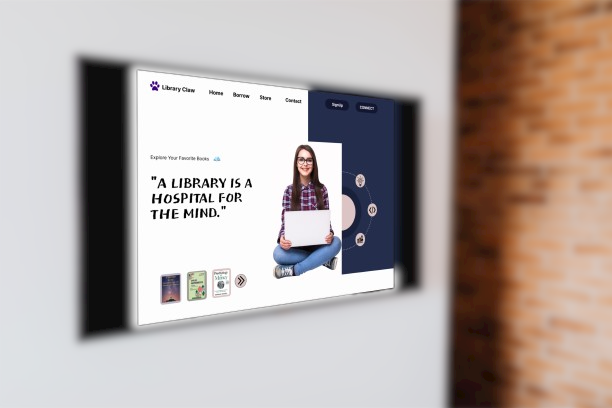 Library Claw
Home
Borrow
Store
Contact
SignUp
CONNECT
Explore Your Favorite Books
"A LIBRARY IS A
HOSPITAL FOR
THE MIND."